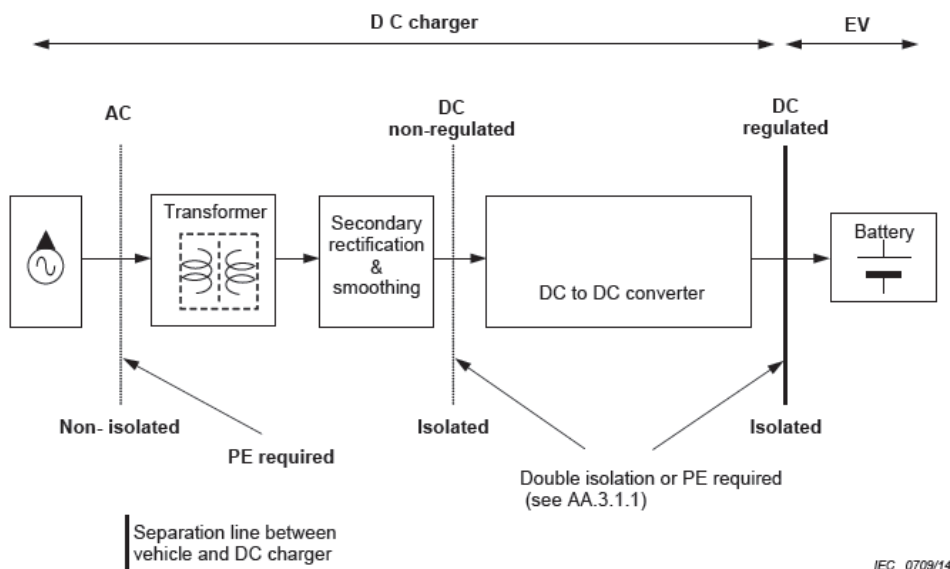 D C charger
EV
AC
DC
non-regulated
DC
regulated
Transformer
Secondary
rectification
&
smoothing
DC to DC converter
Battery
Non- isolated
Isolated
Isolated
PE required
Double isolation or PE required
(see AA.3.1.1)
Separation line between
vehicle and DC charger
IEC 0709/14